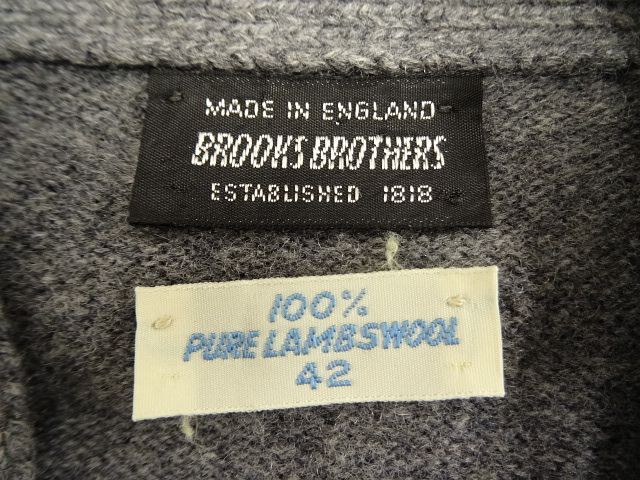 MADE IN ENGLAND
BROOKS BROTHERS
ESTABLISHED 1818
100%
PURE LAMBSWOOL
42